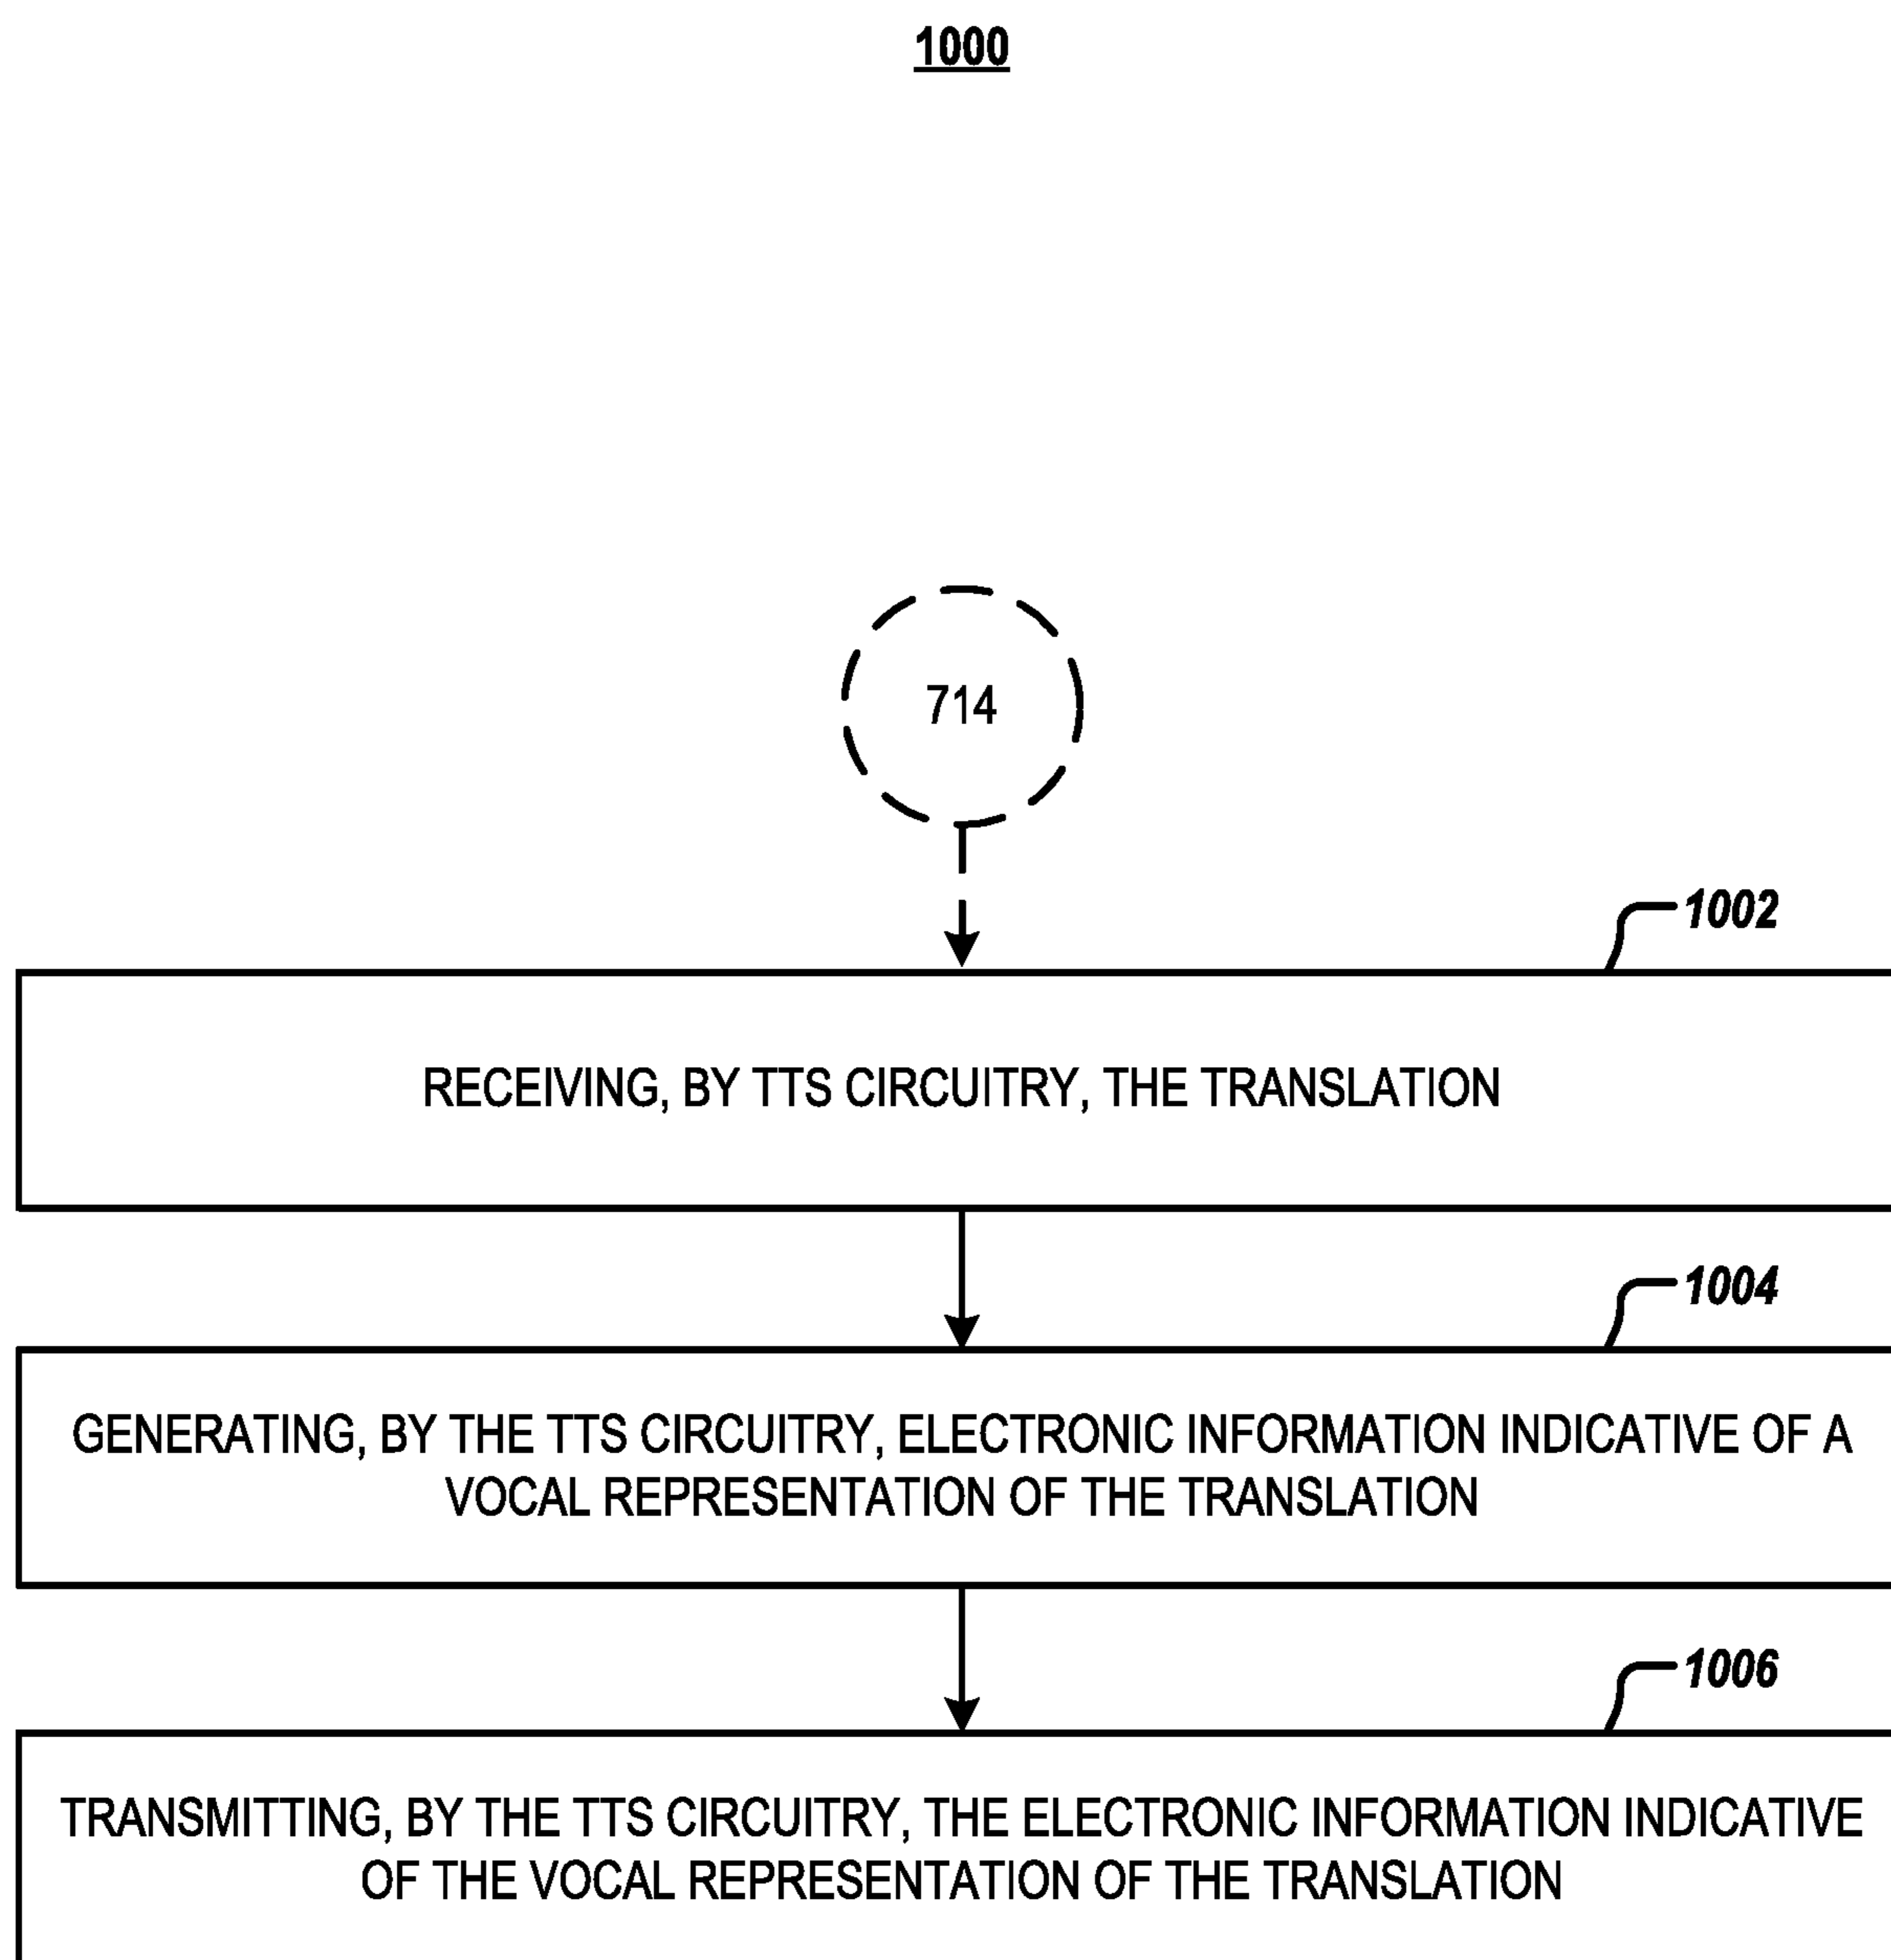 1000
714
1002
RECEIVING, BY TTS CIRCUITRY, THE TRANSLATION
1004
GENERATING, BY THE TTS CIRCUITRY, ELECTRONIC INFORMATION INDICATIVE OF A
VOCAL REPRESENTATION OF THE TRANSLATION
1006
TRANSMITTING, BY THE TTS CIRCUITRY, THE ELECTRONIC INFORMATION INDICATIVE
OF THE VOCAL REPRESENTATION OF THE TRANSLATION